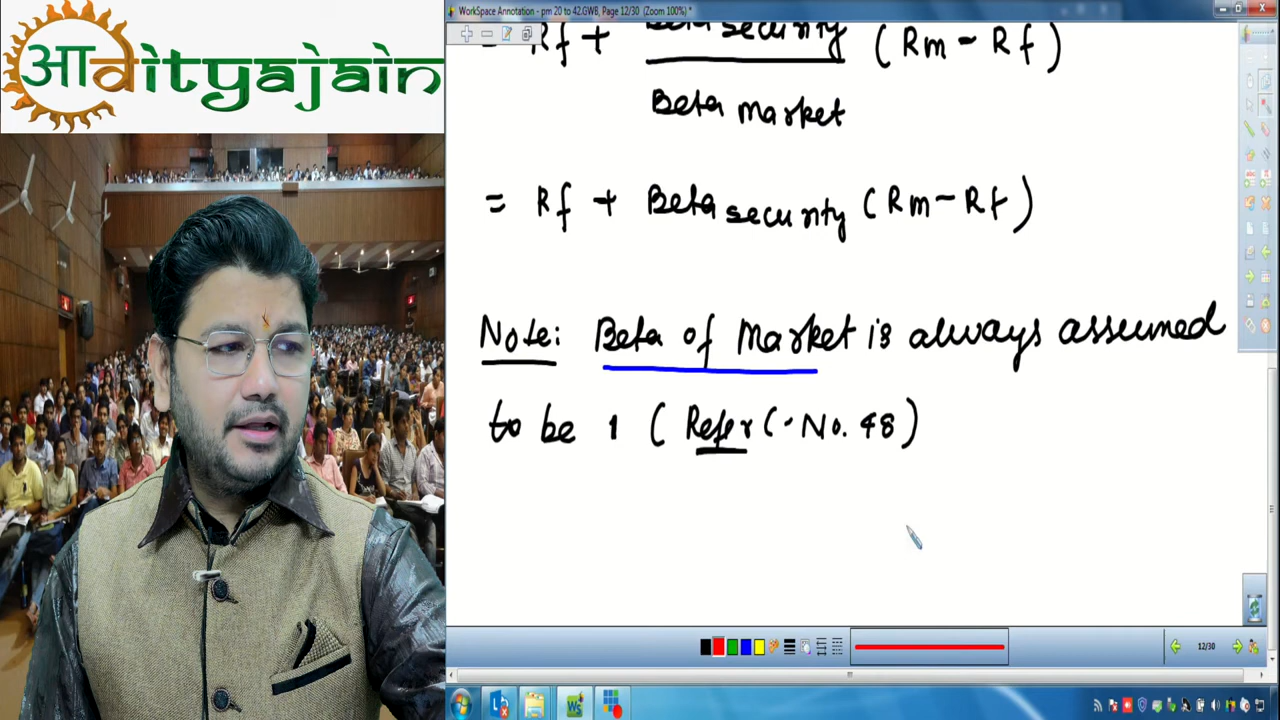 WorkSpace Annotation - pm 20 to 42.GWB, Page 12/30 (Zoom 100%) *
आdityajain
= Rf + Beta security (Rm - Rf)
Beta Market
= Rf + Beta security (Rm - Rf)
Note: Beta of Market is always assumed
to be 1 (Refer C. No. 48)
12/30